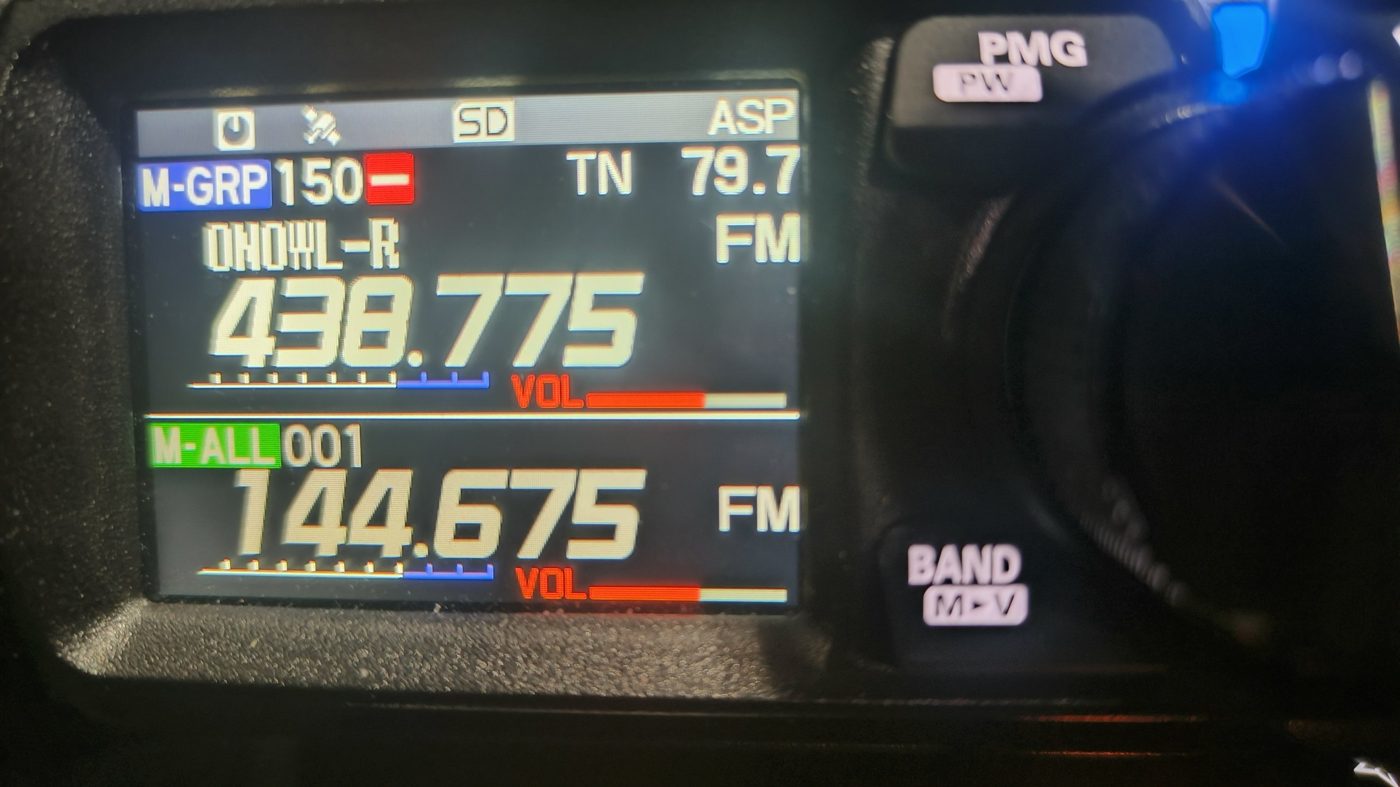 PMG
PW
SD ASP
M-GRP 150 - TN 79.7
DN0WL-R FM
438.775
VOL
M-ALL 001
144.675 FM
VOL
BAND
M►V